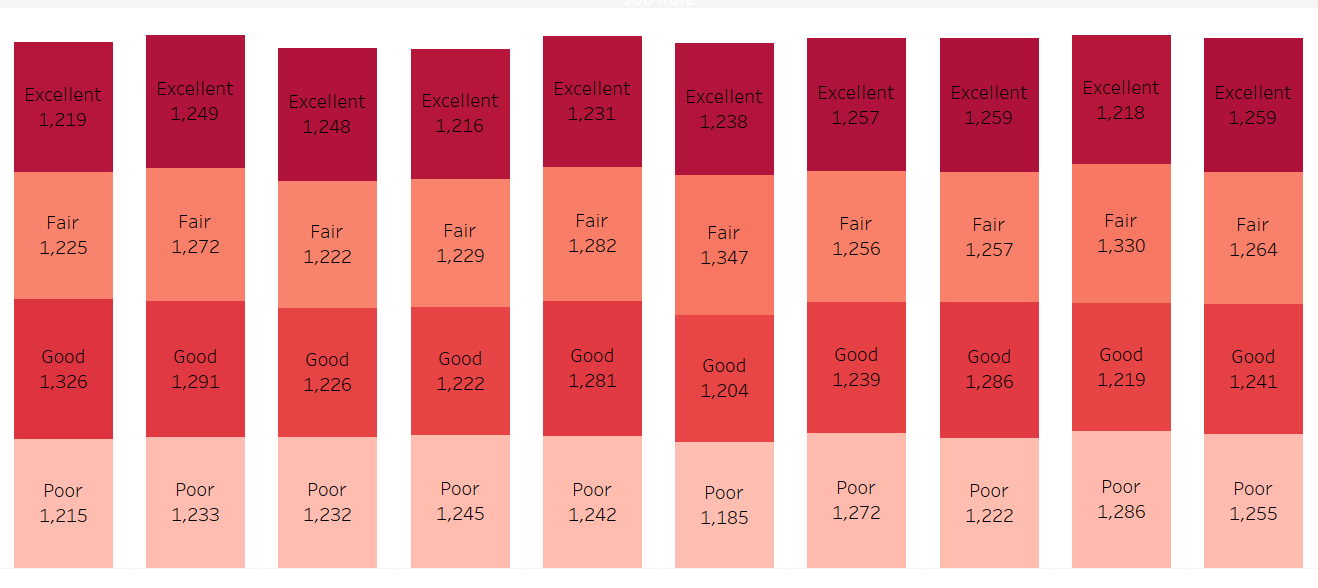 Job Role
Excellent
1,219
Fair
1,225
Good
1,326
Poor
1,215
Excellent
1,249
Fair
1,272
Good
1,291
Poor
1,233
Excellent
1,248
Fair
1,222
Good
1,226
Poor
1,232
Excellent
1,216
Fair
1,229
Good
1,222
Poor
1,245
Excellent
1,231
Fair
1,282
Good
1,281
Poor
1,242
Excellent
1,238
Fair
1,347
Good
1,204
Poor
1,185
Excellent
1,257
Fair
1,256
Good
1,239
Poor
1,272
Excellent
1,259
Fair
1,257
Good
1,286
Poor
1,222
Excellent
1,218
Fair
1,330
Good
1,219
Poor
1,286
Excellent
1,259
Fair
1,264
Good
1,241
Poor
1,255